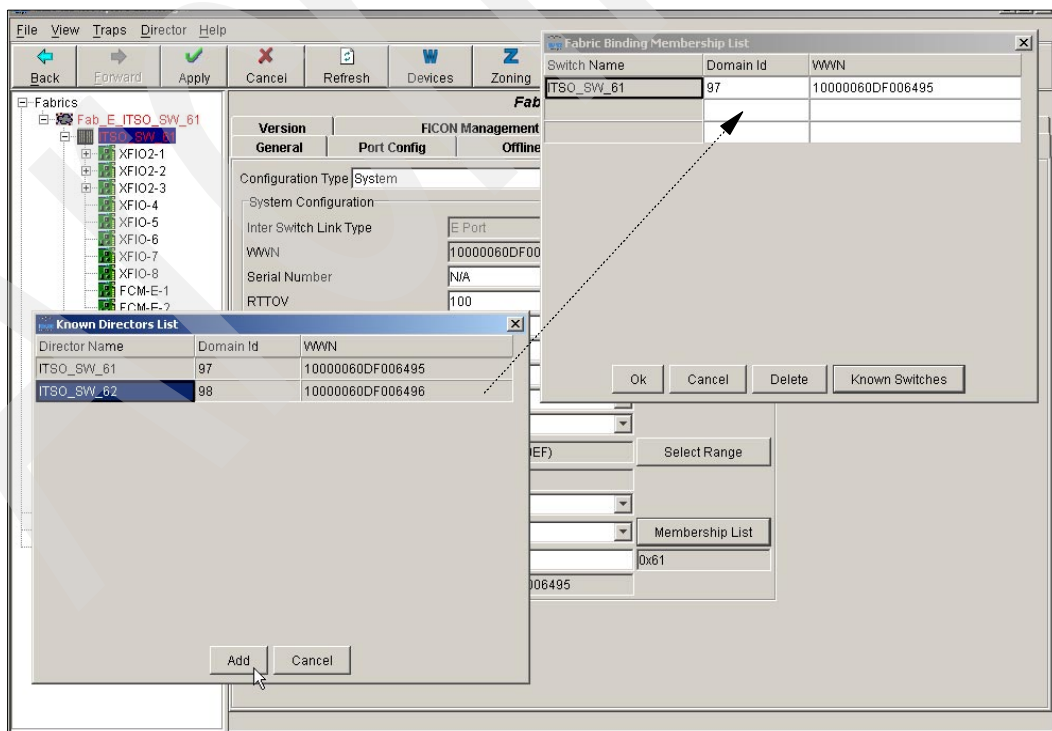 File View Traps Director Help
Back Forward Apply Cancel Refresh Devices Zoning
Fabrics
Fab_E_ITSO_SW_61
ITSO_SW_61
XFIO2-1
XFIO2-2
XFIO2-3
XFIO-4
XFIO-5
XFIO-6
XFIO-7
XFIO-8
FCM-E-1
FCM-E-2
Fab
Version FICON Management
General Port Config Offline
Configuration Type System
System Configuration
Inter Switch Link Type E Port
WWN 10000060DF00
Serial Number N/A
RTTOV 100
DEF) Select Range
Membership List
0x61
006495
Fabric Binding Membership List
Switch Name Domain Id WWN
ITSO_SW_61 97 10000060DF006495
Ok Cancel Delete Known Switches
Known Directors List
Director Name Domain Id WWN
ITSO_SW_61 97 10000060DF006495
ITSO_SW_62 98 10000060DF006496
Add Cancel